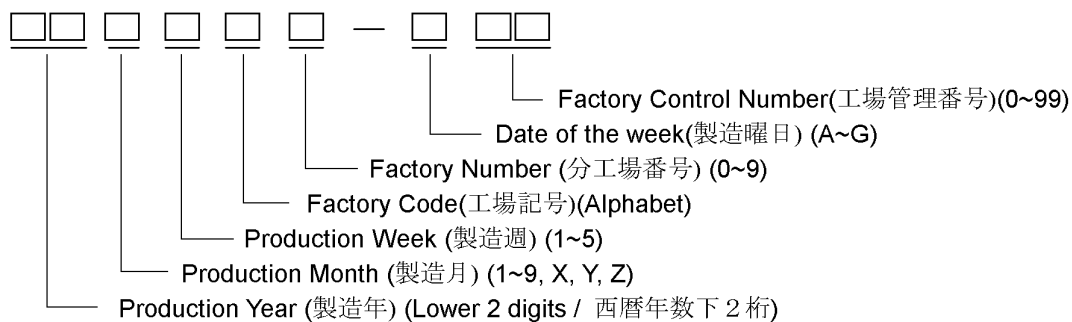 Factory Control Number(工場管理番号)(0~99)
Date of the week(製造曜日) (A~G)
Factory Number (分工場番号) (0~9)
Factory Code(工場記号)(Alphabet)
Production Week (製造週) (1~5)
Production Month (製造月) (1~9, X, Y, Z)
Production Year (製造年) (Lower 2 digits / 西暦年数下２桁)